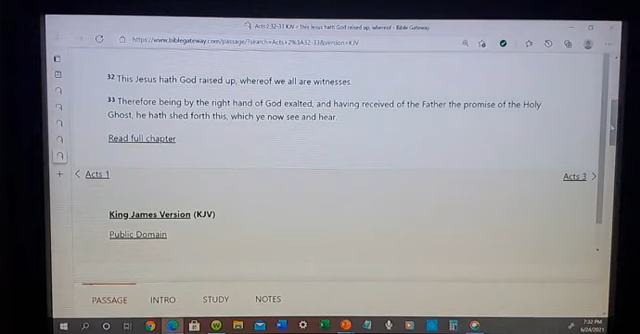 Acts 2:32-33 KJV - This Jesus hath God raised up, whereof - Bible Gateway
https://www.biblegateway.com/passage/?search=Acts+2%3A32-33&version=KJV
32 This Jesus hath God raised up, whereof we all are witnesses.
33 Therefore being by the right hand of God exalted, and having received of the Father the promise of the Holy
Ghost, he hath shed forth this, which ye now see and hear.
Read full chapter
< Acts 1
Acts 3 >
King James Version (KJV)
Public Domain
PASSAGE INTRO STUDY NOTES
7:32 PM
6/24/2021